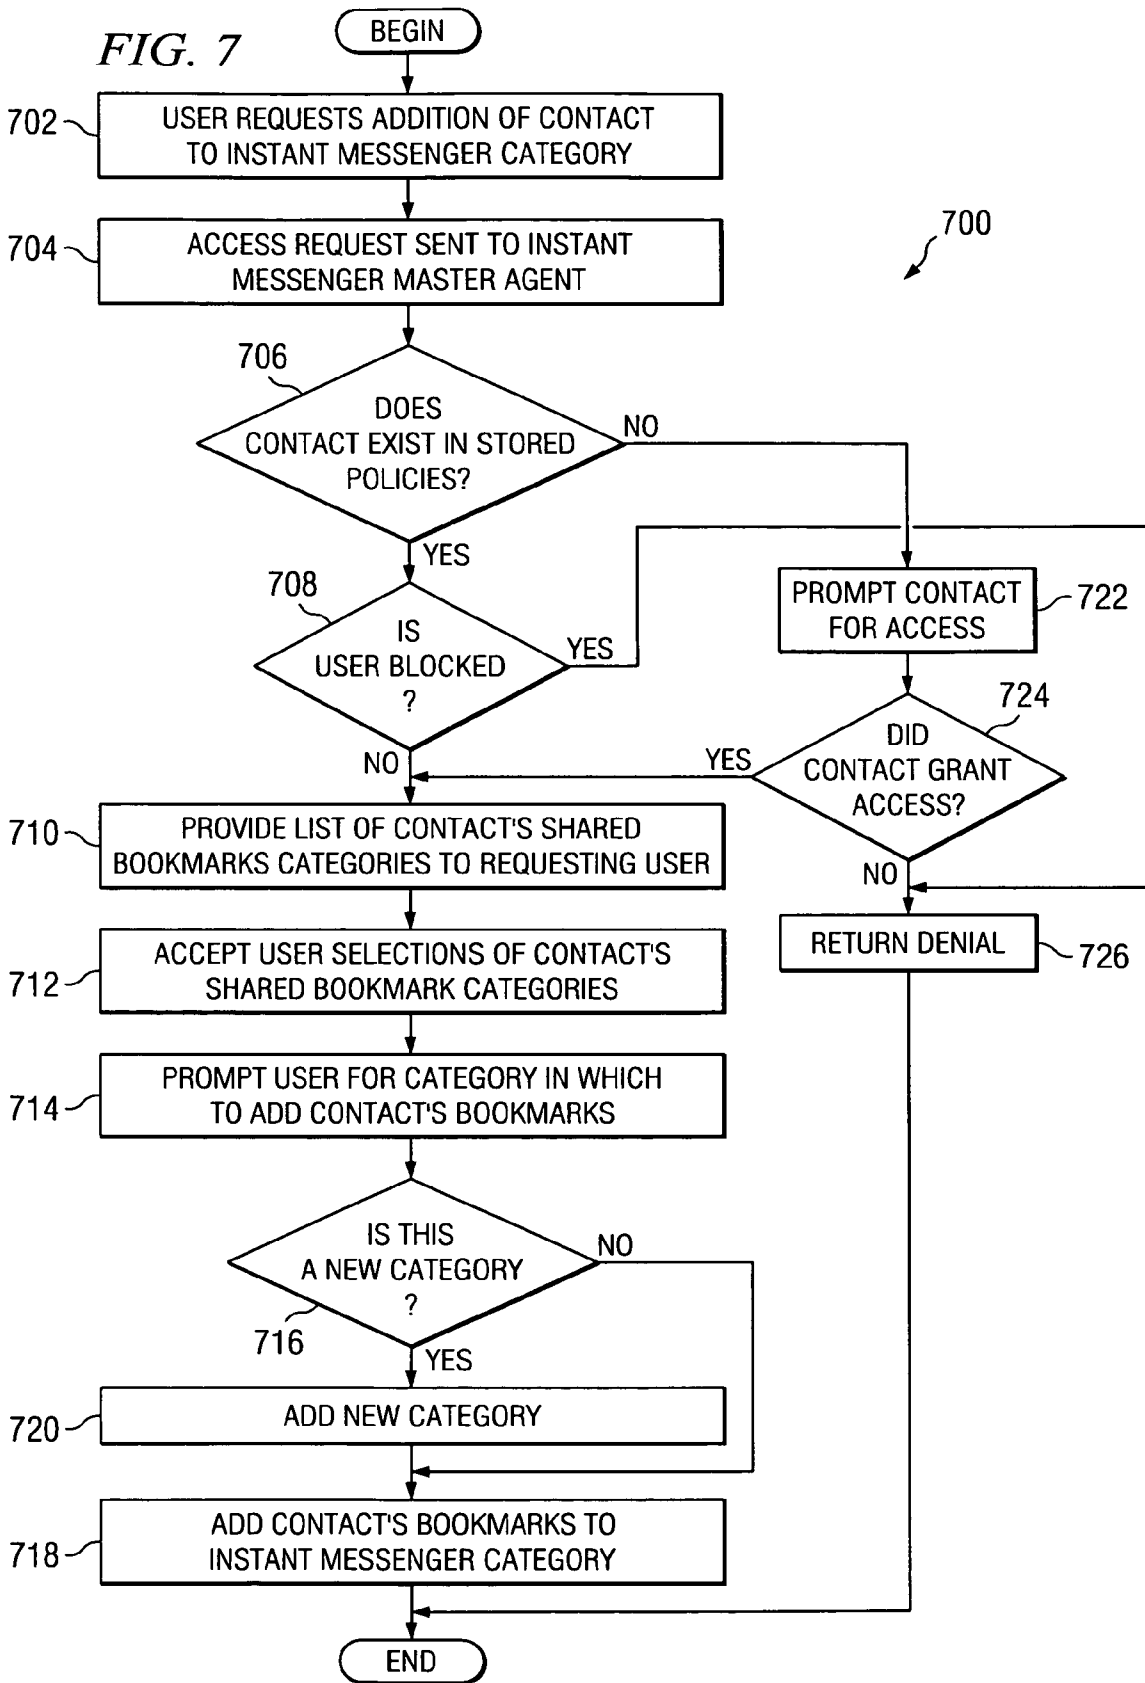 FIG. 7
BEGIN
702
USER REQUESTS ADDITION OF CONTACT
TO INSTANT MESSENGER CATEGORY
704
ACCESS REQUEST SENT TO INSTANT
MESSENGER MASTER AGENT
700
706
DOES
CONTACT EXIST IN STORED
POLICIES?
NO
YES
708
IS
USER BLOCKED
?
YES
NO
PROMPT CONTACT
FOR ACCESS
722
724
DID
CONTACT GRANT
ACCESS?
YES
NO
710
PROVIDE LIST OF CONTACT'S SHARED
BOOKMARKS CATEGORIES TO REQUESTING USER
RETURN DENIAL
726
712
ACCEPT USER SELECTIONS OF CONTACT'S
SHARED BOOKMARK CATEGORIES
714
PROMPT USER FOR CATEGORY IN WHICH
TO ADD CONTACT'S BOOKMARKS
IS THIS
A NEW CATEGORY
?
NO
716
YES
720
ADD NEW CATEGORY
718
ADD CONTACT'S BOOKMARKS TO
INSTANT MESSENGER CATEGORY
END